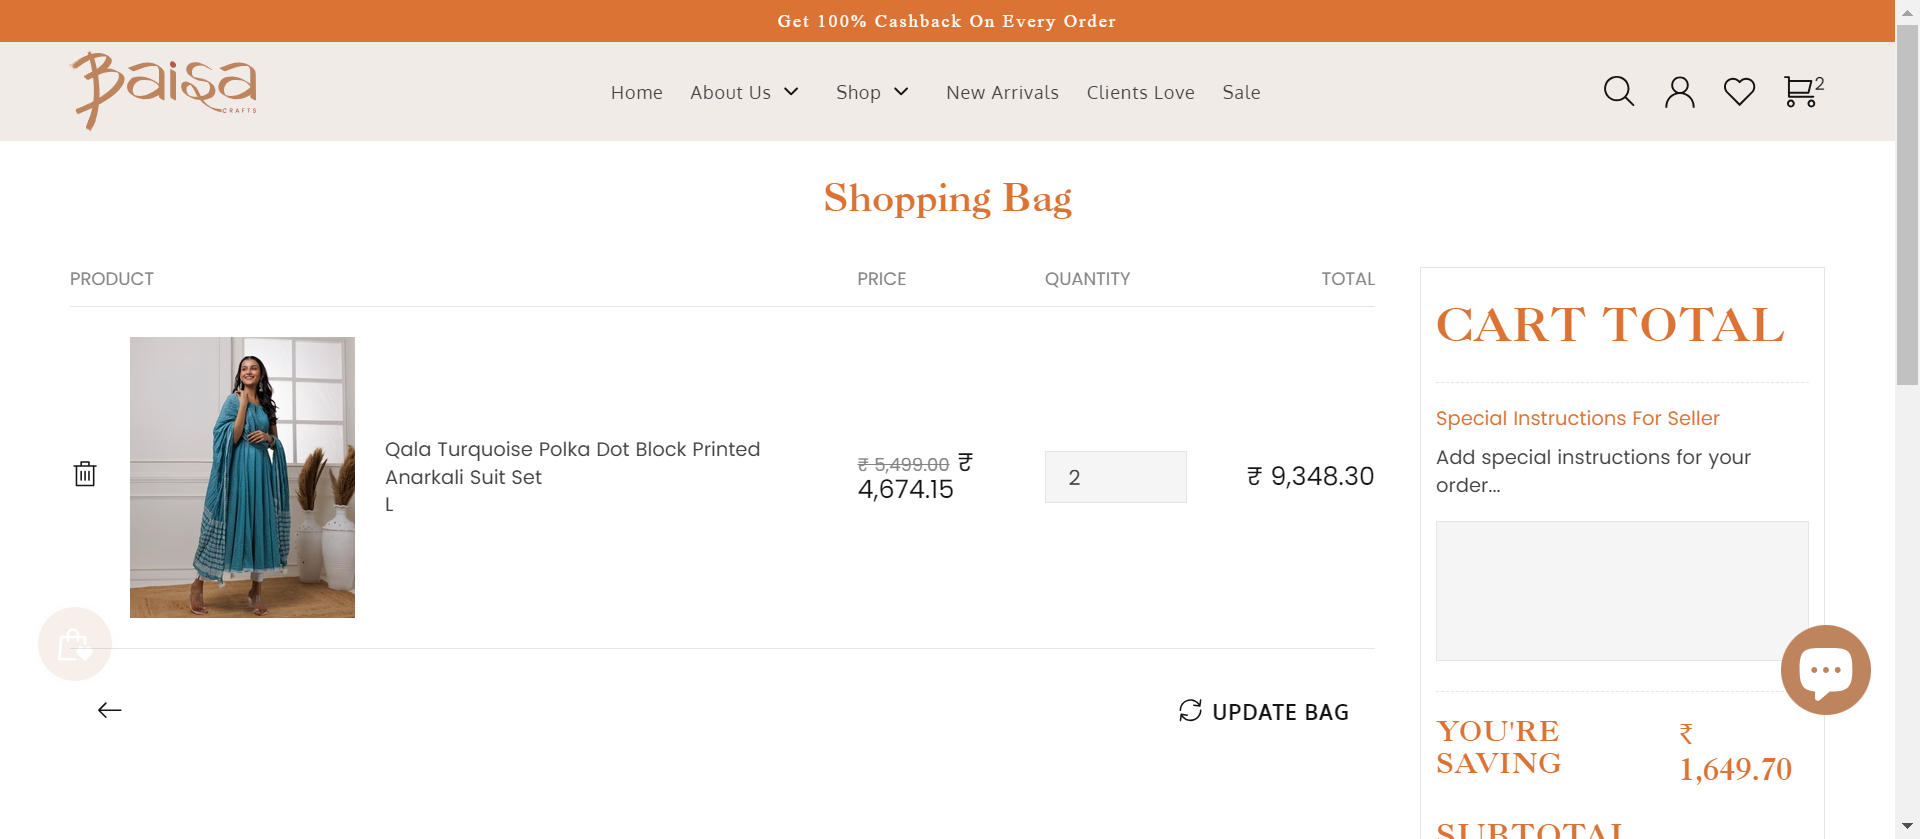 Get 100% Cashback On Every Order
Baisa
CRAFTS
Home About Us Shop New Arrivals Clients Love Sale
2
Shopping Bag
PRODUCT PRICE QUANTITY TOTAL
Qala Turquoise Polka Dot Block Printed
Anarkali Suit Set
L
₹ 5,499.00 ₹
4,674.15
2
₹ 9,348.30
UPDATE BAG
CART TOTAL
Special Instructions For Seller
Add special instructions for your
order...
YOU'RE
SAVING
₹
1,649.70
SUBTOTAL